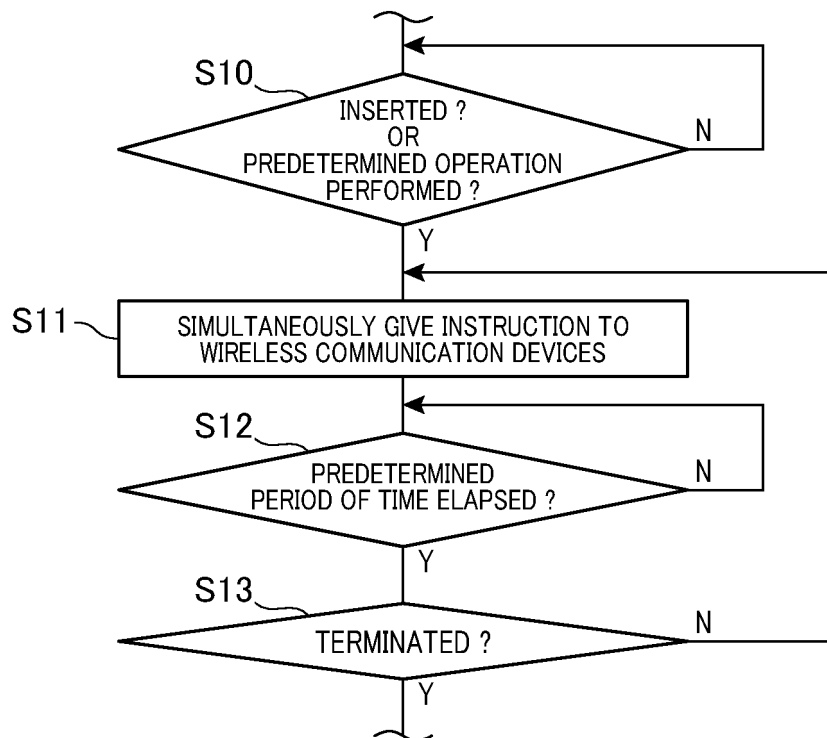 S10
INSERTED ?
OR
PREDETERMINED OPERATION
PERFORMED ?
N
Y
S11
SIMULTANEOUSLY GIVE INSTRUCTION TO
WIRELESS COMMUNICATION DEVICES
S12
PREDETERMINED
PERIOD OF TIME ELAPSED ?
N
Y
S13
TERMINATED ?
N
Y